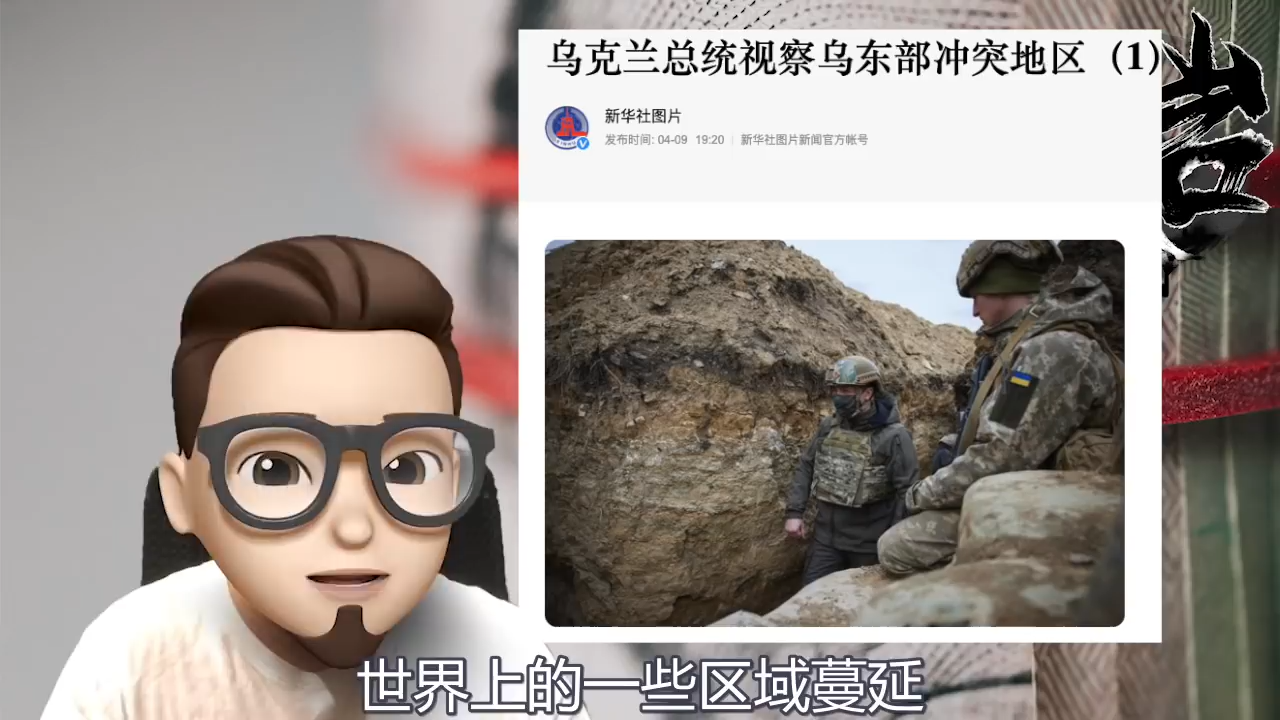 乌克兰总统视察乌东部冲突地区（1）
新华社图片
发布时间: 04-09 19:20 | 新华社图片新闻官方帐号
岩
世界上的一些区域蔓延